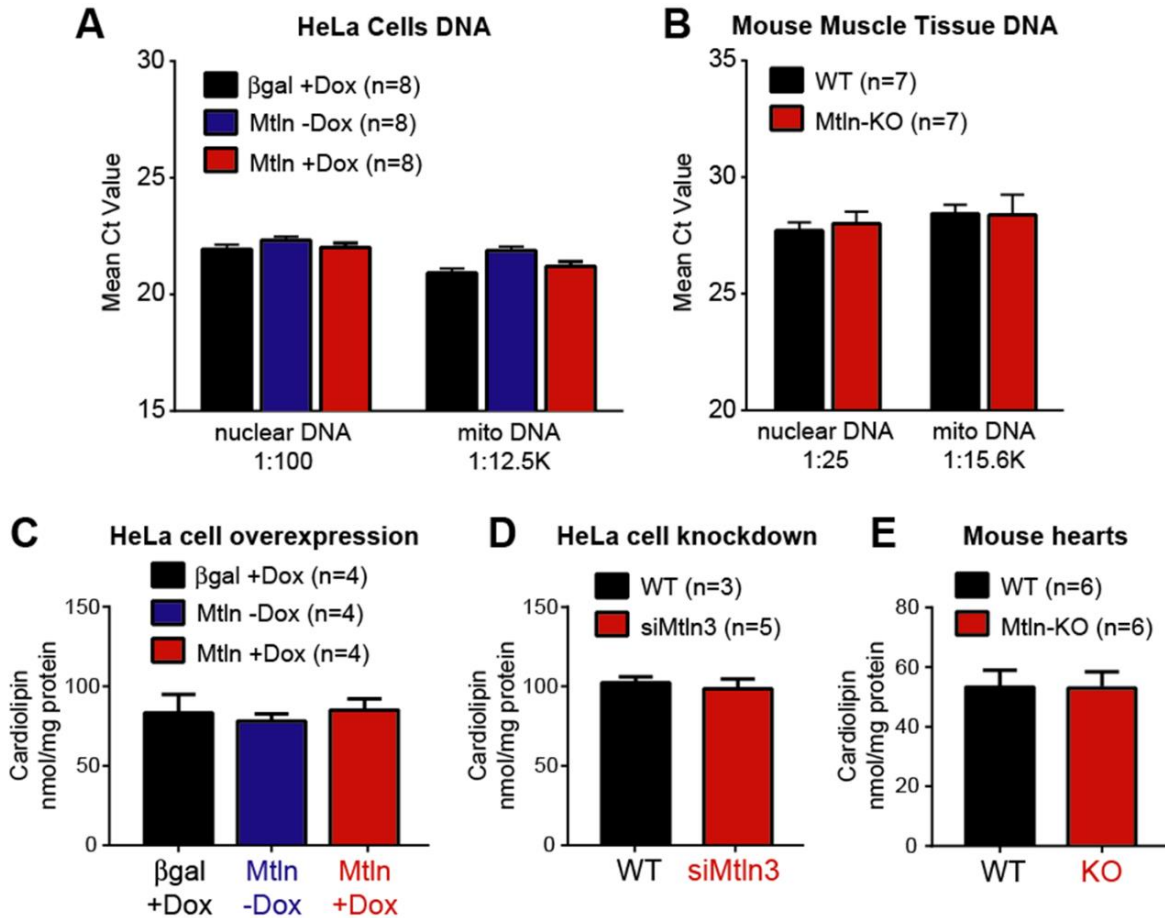 A
HeLa Cells DNA
30
25
20
15
Mean Ct Value
βgal +Dox (n=8)
Mtln -Dox (n=8)
Mtln +Dox (n=8)
nuclear DNA
1:100
mito DNA
1:12.5K
B
Mouse Muscle Tissue DNA
35
30
25
20
Mean Ct Value
WT (n=7)
Mtln-KO (n=7)
nuclear DNA
1:25
mito DNA
1:15.6K
C
HeLa cell overexpression
βgal +Dox (n=4)
Mtln -Dox (n=4)
Mtln +Dox (n=4)
150
100
50
0
Cardiolipin
nmol/mg protein
βgal
+Dox
Mtln
-Dox
Mtln
+Dox
D
HeLa cell knockdown
WT (n=3)
siMtln3 (n=5)
150
100
50
0
Cardiolipin
nmol/mg protein
WT
siMtln3
E
Mouse hearts
WT (n=6)
Mtln-KO (n=6)
80
60
40
20
0
Cardiolipin
nmol/mg protein
WT
KO